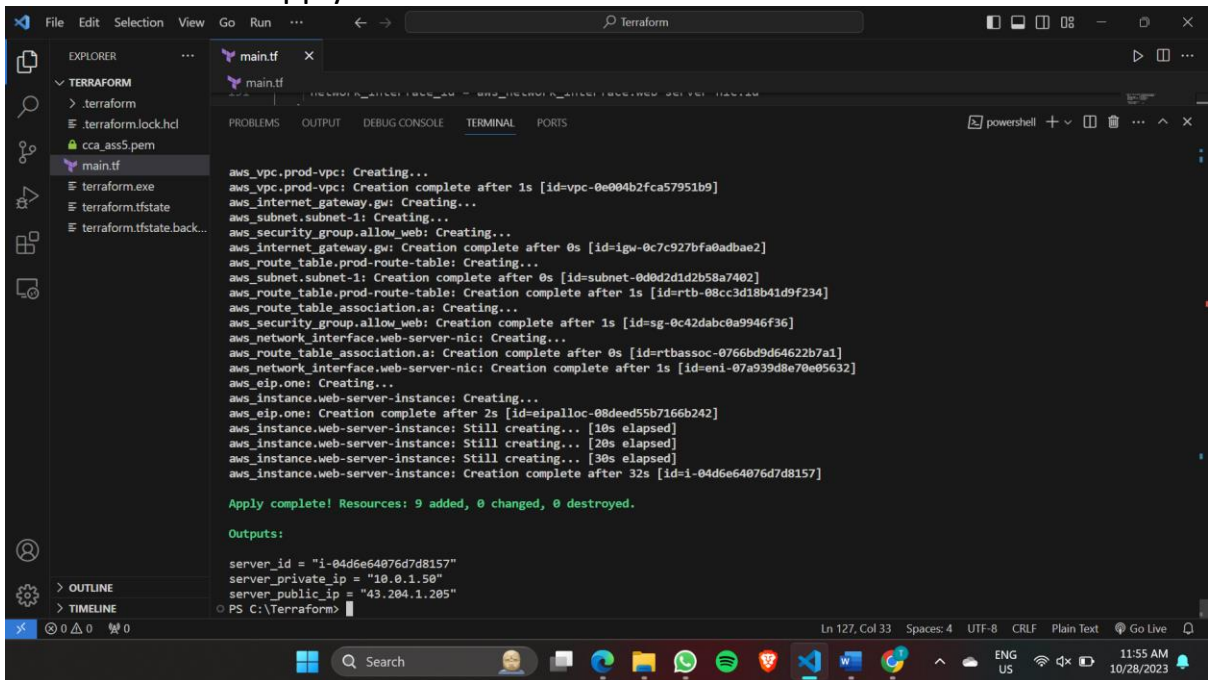 File Edit Selection View Go Run ··· Terraform
EXPLORER ···
TERRAFORM
.terraform
.terraform.lock.hcl
cca_ass5.pem
main.tf
terraform.exe
terraform.tfstate
terraform.tfstate.back...
OUTLINE
TIMELINE
main.tf
main.tf
PROBLEMS OUTPUT DEBUG CONSOLE TERMINAL PORTS powershell
aws_vpc.prod-vpc: Creating...
aws_vpc.prod-vpc: Creation complete after 1s [id=vpc-0e004b2fca57951b9]
aws_internet_gateway.gw: Creating...
aws_subnet.subnet-1: Creating...
aws_security_group.allow_web: Creating...
aws_internet_gateway.gw: Creation complete after 0s [id=igw-0c7c927bfa0adbae2]
aws_route_table.prod-route-table: Creating...
aws_subnet.subnet-1: Creation complete after 0s [id=subnet-0d0d2d1d2b58a7402]
aws_route_table.prod-route-table: Creation complete after 1s [id=rtb-08cc3d18b41d9f234]
aws_route_table_association.a: Creating...
aws_security_group.allow_web: Creation complete after 1s [id=sg-0c42dabc0a9946f36]
aws_network_interface.web-server-nic: Creating...
aws_route_table_association.a: Creation complete after 0s [id=rtbassoc-0766bd9d64622b7a1]
aws_network_interface.web-server-nic: Creation complete after 1s [id=eni-07a939d8e70e05632]
aws_eip.one: Creating...
aws_instance.web-server-instance: Creating...
aws_eip.one: Creation complete after 2s [id=eipalloc-08deed55b7166b242]
aws_instance.web-server-instance: Still creating... [10s elapsed]
aws_instance.web-server-instance: Still creating... [20s elapsed]
aws_instance.web-server-instance: Still creating... [30s elapsed]
aws_instance.web-server-instance: Creation complete after 32s [id=i-04d6e64076d7d8157]
Apply complete! Resources: 9 added, 0 changed, 0 destroyed.
Outputs:
server_id = "i-04d6e64076d7d8157"
server_private_ip = "10.0.1.50"
server_public_ip = "43.204.1.205"
PS C:\Terraform>
0 0 0 Ln 127, Col 33 Spaces: 4 UTF-8 CRLF Plain Text Go Live
Search ENG 11:55 AM
US 10/28/2023